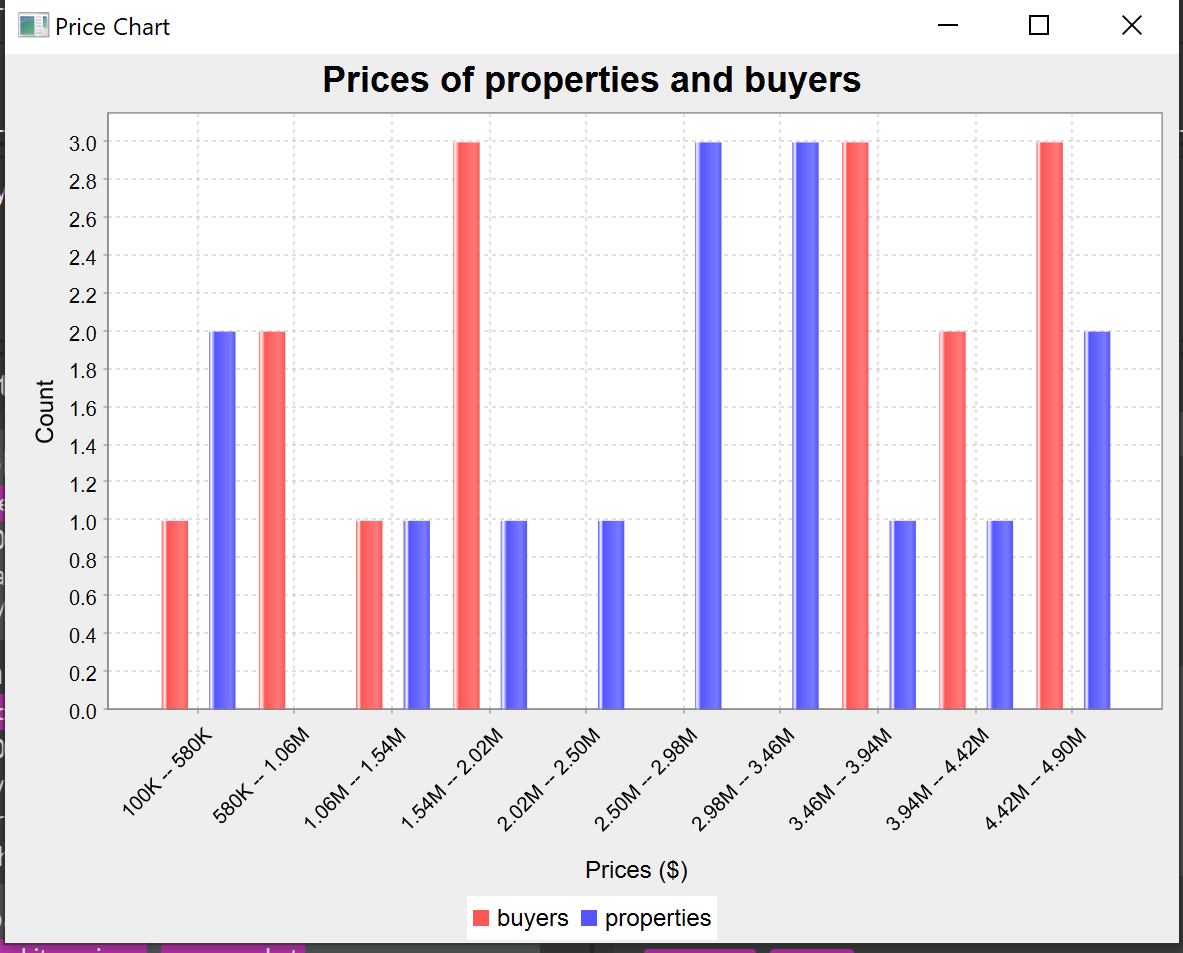 Price Chart
Prices of properties and buyers
3.0
2.8
2.6
2.4
2.2
2.0
1.8
1.6
1.4
1.2
1.0
0.8
0.6
0.4
0.2
0.0
Count
100K -- 580K
580K -- 1.06M
1.06M -- 1.54M
1.54M -- 2.02M
2.02M -- 2.50M
2.50M -- 2.98M
2.98M -- 3.46M
3.46M -- 3.94M
3.94M -- 4.42M
4.42M -- 4.90M
Prices ($)
buyers properties